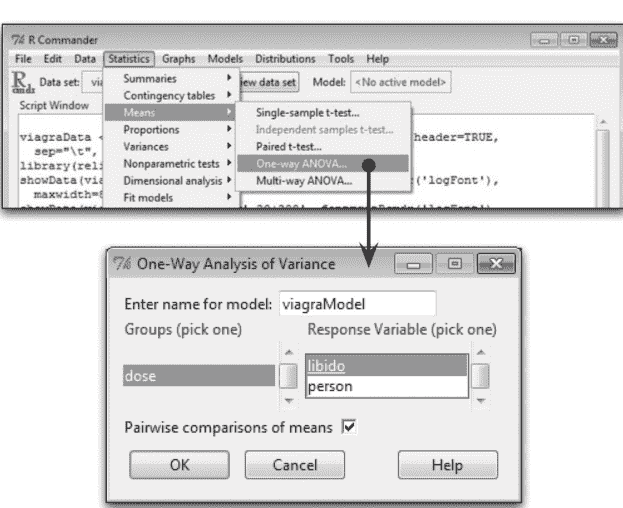 R Commander
File Edit Data Statistics Graphs Models Distributions Tools Help
R
cmdr
Data set: via
Summaries
ew data set
Model: <No active model>
Contingency tables
Script Window
Means
Single-sample t-test...
Proportions
Independent samples t-test...
viagraData <
header=TRUE,
Variances
Paired t-test...
sep="\t",
Nonparametric tests
One-way ANOVA...
library(reli
Dimensional analysis
Multi-way ANOVA...
showData(via
('logFont'),
Fit models
maxwidth=8
One-Way Analysis of Variance
Enter name for model: viagraModel
Groups (pick one) Response Variable (pick one)
dose
libido
person
Pairwise comparisons of means
OK Cancel Help